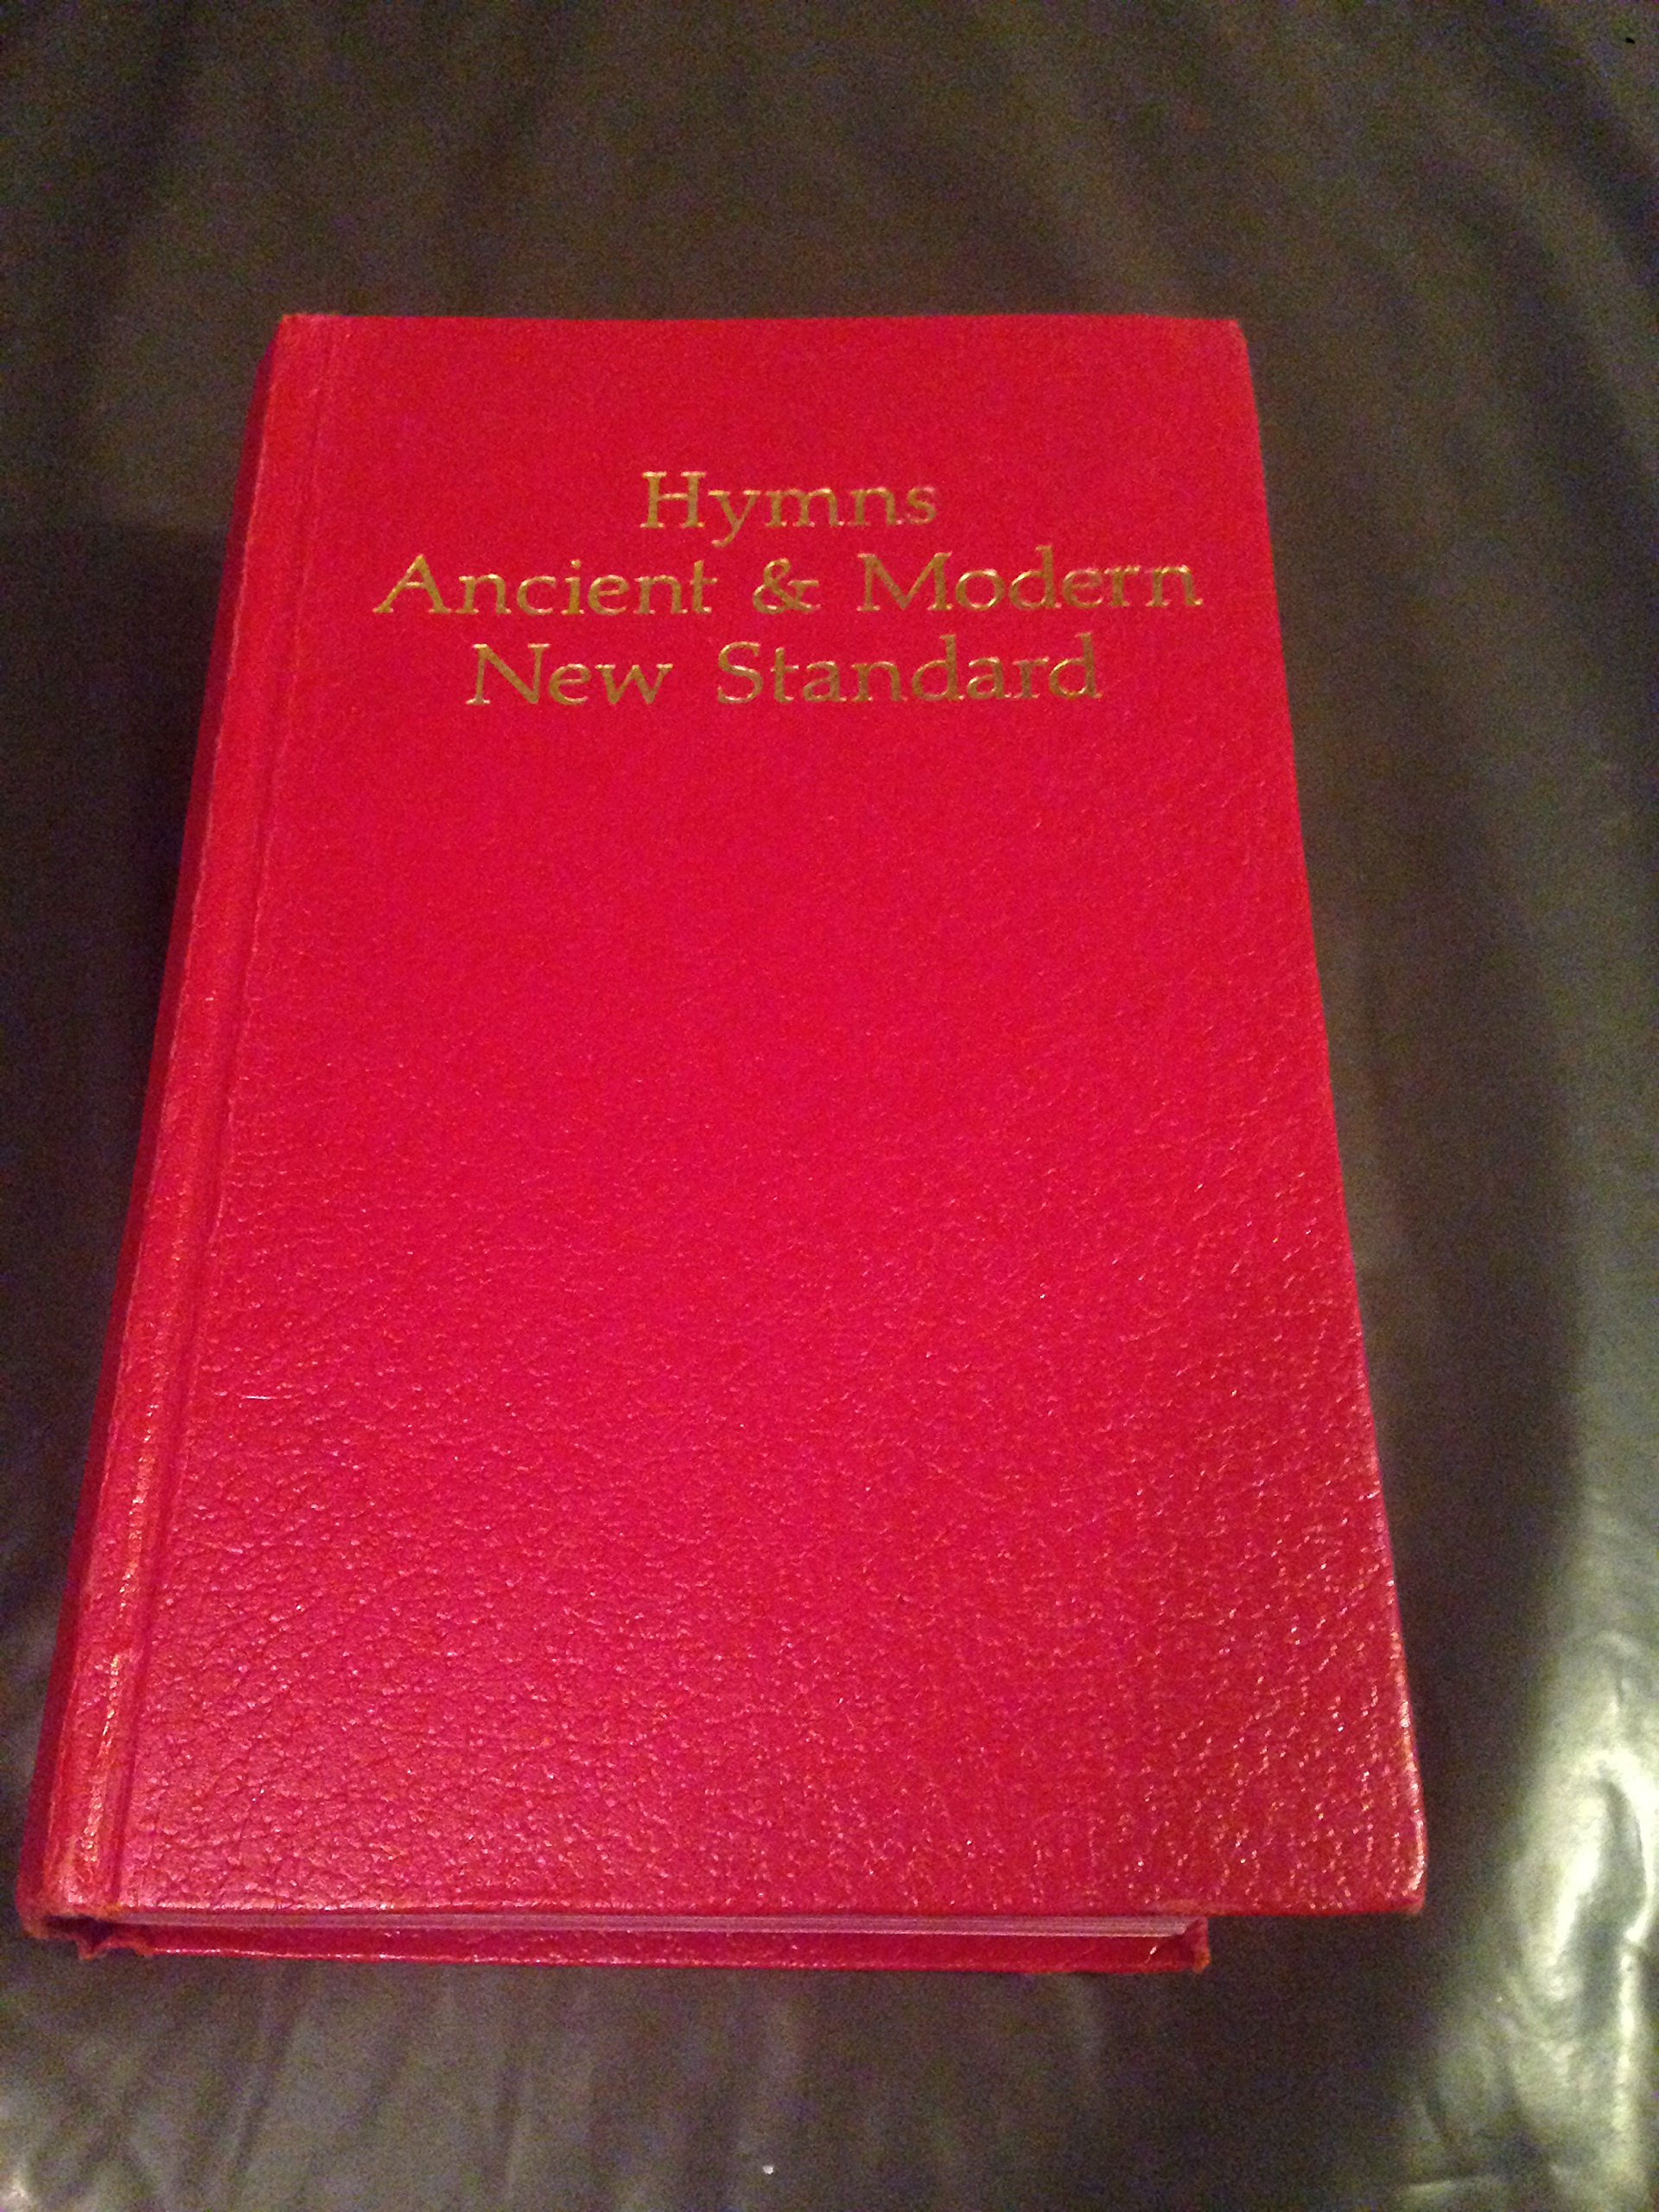 Hymns
Ancient & Modern
New Standard